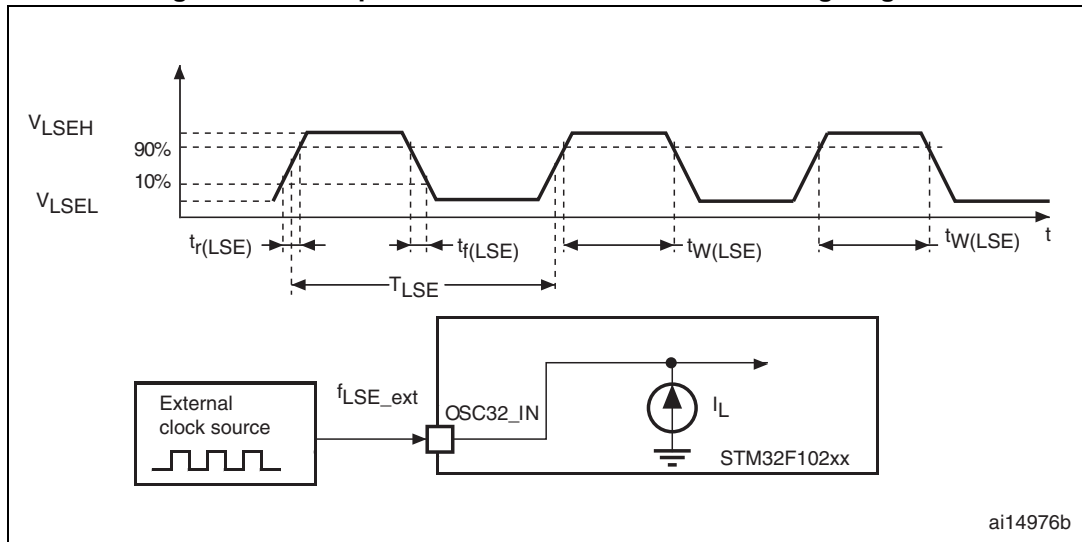 V_LSEH
90%
10%
V_LSEL
t_r(LSE)
t_f(LSE)
t_W(LSE)
t_W(LSE)
t
T_LSE
External
clock source
f_LSE_ext
OSC32_IN
I_L
STM32F102xx
ai14976b